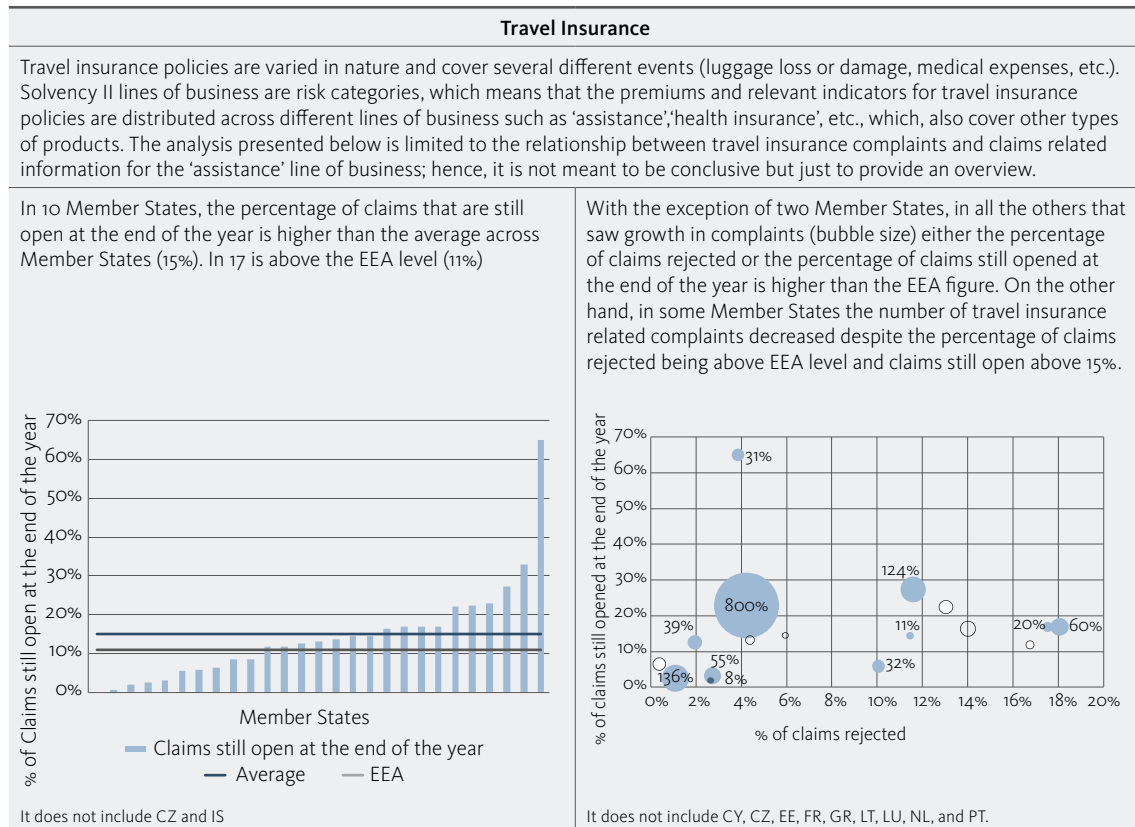 Travel Insurance
Travel insurance policies are varied in nature and cover several different events (luggage loss or damage, medical expenses, etc.).
Solvency II lines of business are risk categories, which means that the premiums and relevant indicators for travel insurance
policies are distributed across different lines of business such as ‘assistance’,‘health insurance’, etc., which, also cover other types
of products. The analysis presented below is limited to the relationship between travel insurance complaints and claims related
information for the ‘assistance’ line of business; hence, it is not meant to be conclusive but just to provide an overview.
In 10 Member States, the percentage of claims that are still
open at the end of the year is higher than the average across
Member States (15%). In 17 is above the EEA level (11%)
% of Claims still open at the end of the year
70%
60%
50%
40%
30%
20%
10%
0%
Member States
Claims still open at the end of the year
Average
EEA
It does not include CZ and IS
With the exception of two Member States, in all the others that
saw growth in complaints (bubble size) either the percentage
of claims rejected or the percentage of claims still opened at
the end of the year is higher than the EEA figure. On the other
hand, in some Member States the number of travel insurance
related complaints decreased despite the percentage of claims
rejected being above EEA level and claims still open above 15%.
% of claims still opened at the end of the year
70%
60%
50%
40%
30%
20%
10%
0%
31%
800%
124%
39%
11%
20%
60%
32%
55%
136%
8%
0% 2% 4% 6% 8% 10% 12% 14% 16% 18% 20%
% of claims rejected
It does not include CY, CZ, EE, FR, GR, LT, LU, NL, and PT.